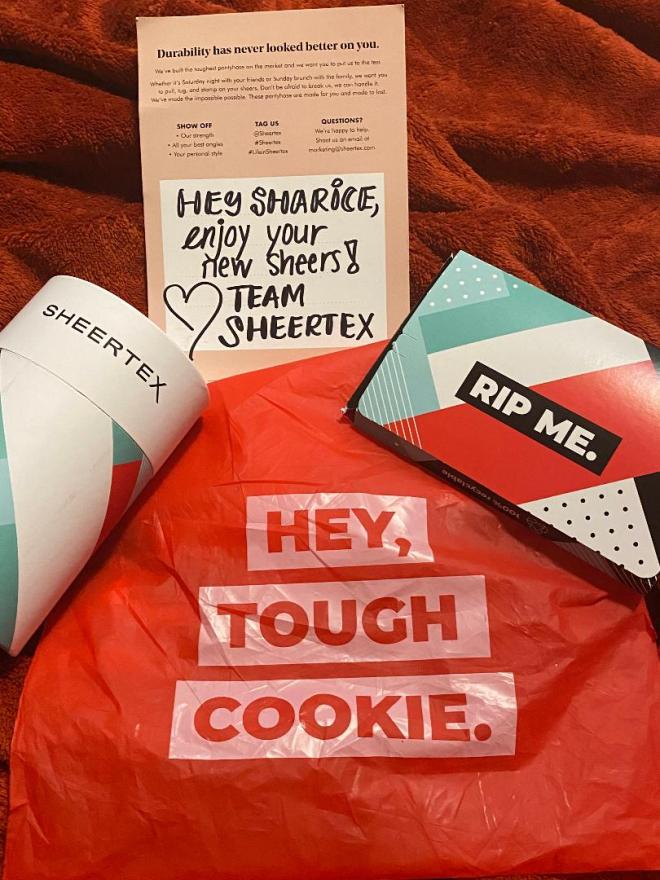 Durability has never looked better on you.
We've built the toughest pantyhose on the market and we want you to put us to the test.
Whether it's Saturday night with your friends or Sunday brunch with the family, we want you
to pull, tug, and stomp on your sheers. Don't be afraid to break us, we can handle it.
We've made the impossible possible. These pantyhose are made for you and made to last.
SHOW OFF
• Our strength
• All your best angles
• Your personal style
TAG US
@Sheertex
#Sheertex
#LifeinSheertex
QUESTIONS?
We're happy to help.
Shoot us an email at
marketing@sheertex.com
HEY SHARICE,
enjoy your
new sheers!
TEAM
SHEERTEX
SHEERTEX
RIP ME.
100% recyclable
HEY,
TOUGH
COOKIE.